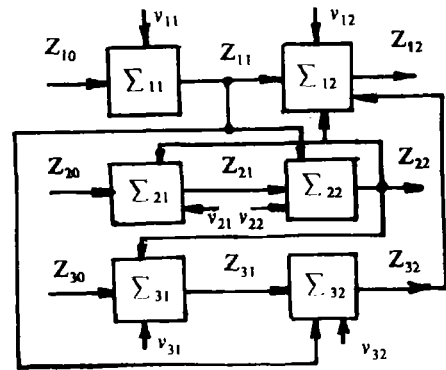 v₁₁ v₁₂
Z₁₀ Z₁₁ Z₁₂
Σ₁₁ Σ₁₂
Z₂₀ Z₂₁ Z₂₂
Σ₂₁ Σ₂₂
v₂₁ v₂₂
Z₃₀ Z₃₁ Z₃₂
Σ₃₁ Σ₃₂
v₃₁ v₃₂